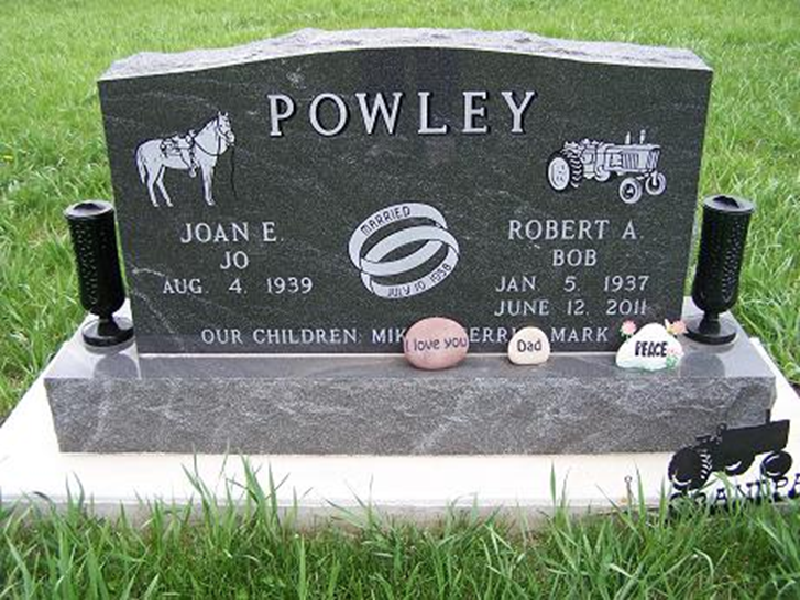 POWLEY
JOAN E.
JO
AUG. 4, 1939
MARRIED
JULY 10, 1958
ROBERT A.
BOB
JAN 5, 1937
JUNE 12, 2011
OUR CHILDREN: MARK
I love you
Dad
PEACE
GRANDPA